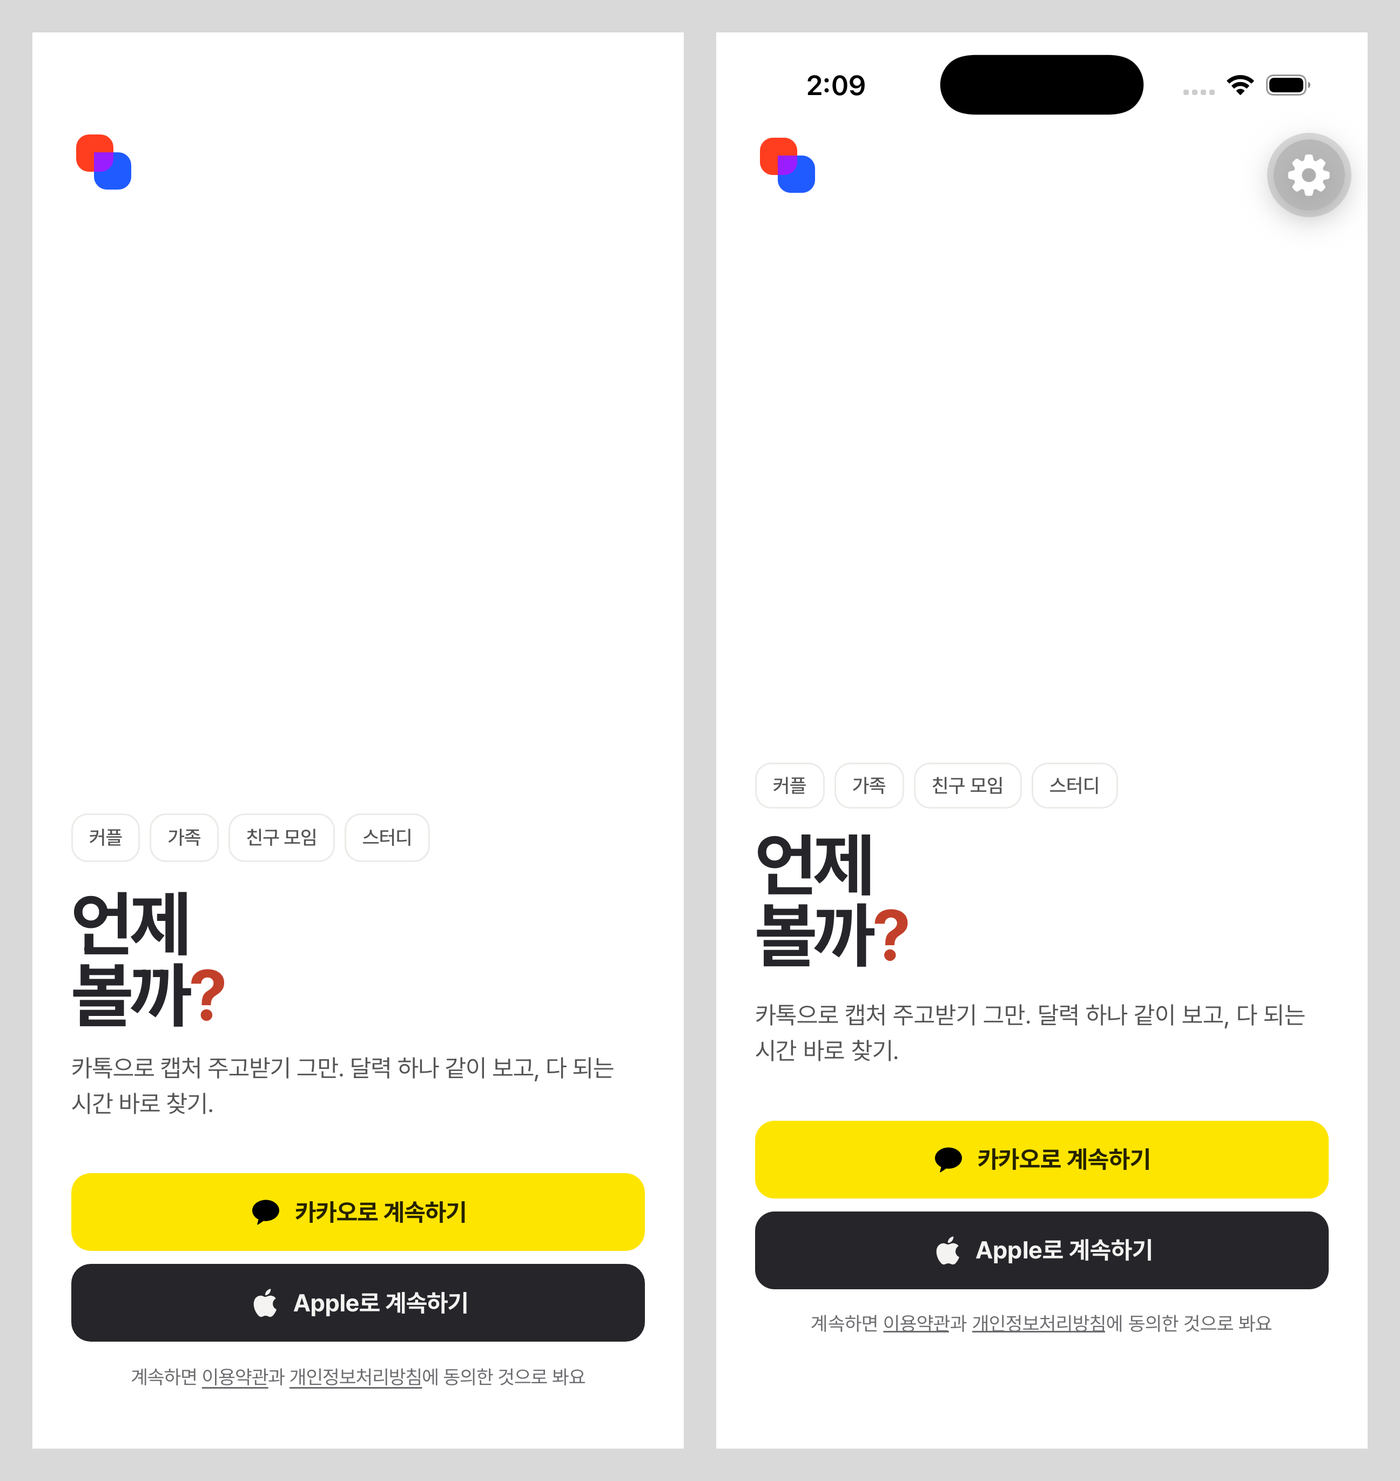 커플
가족
친구 모임
스터디
언제
볼까?
카톡으로 캡처 주고받기 그만. 달력 하나 같이 보고, 다 되는
시간 바로 찾기.
카카오로 계속하기
Apple로 계속하기
계속하면 이용약관과 개인정보처리방침에 동의한 것으로 봐요
2:09
커플
가족
친구 모임
스터디
언제
볼까?
카톡으로 캡처 주고받기 그만. 달력 하나 같이 보고, 다 되는
시간 바로 찾기.
카카오로 계속하기
Apple로 계속하기
계속하면 이용약관과 개인정보처리방침에 동의한 것으로 봐요